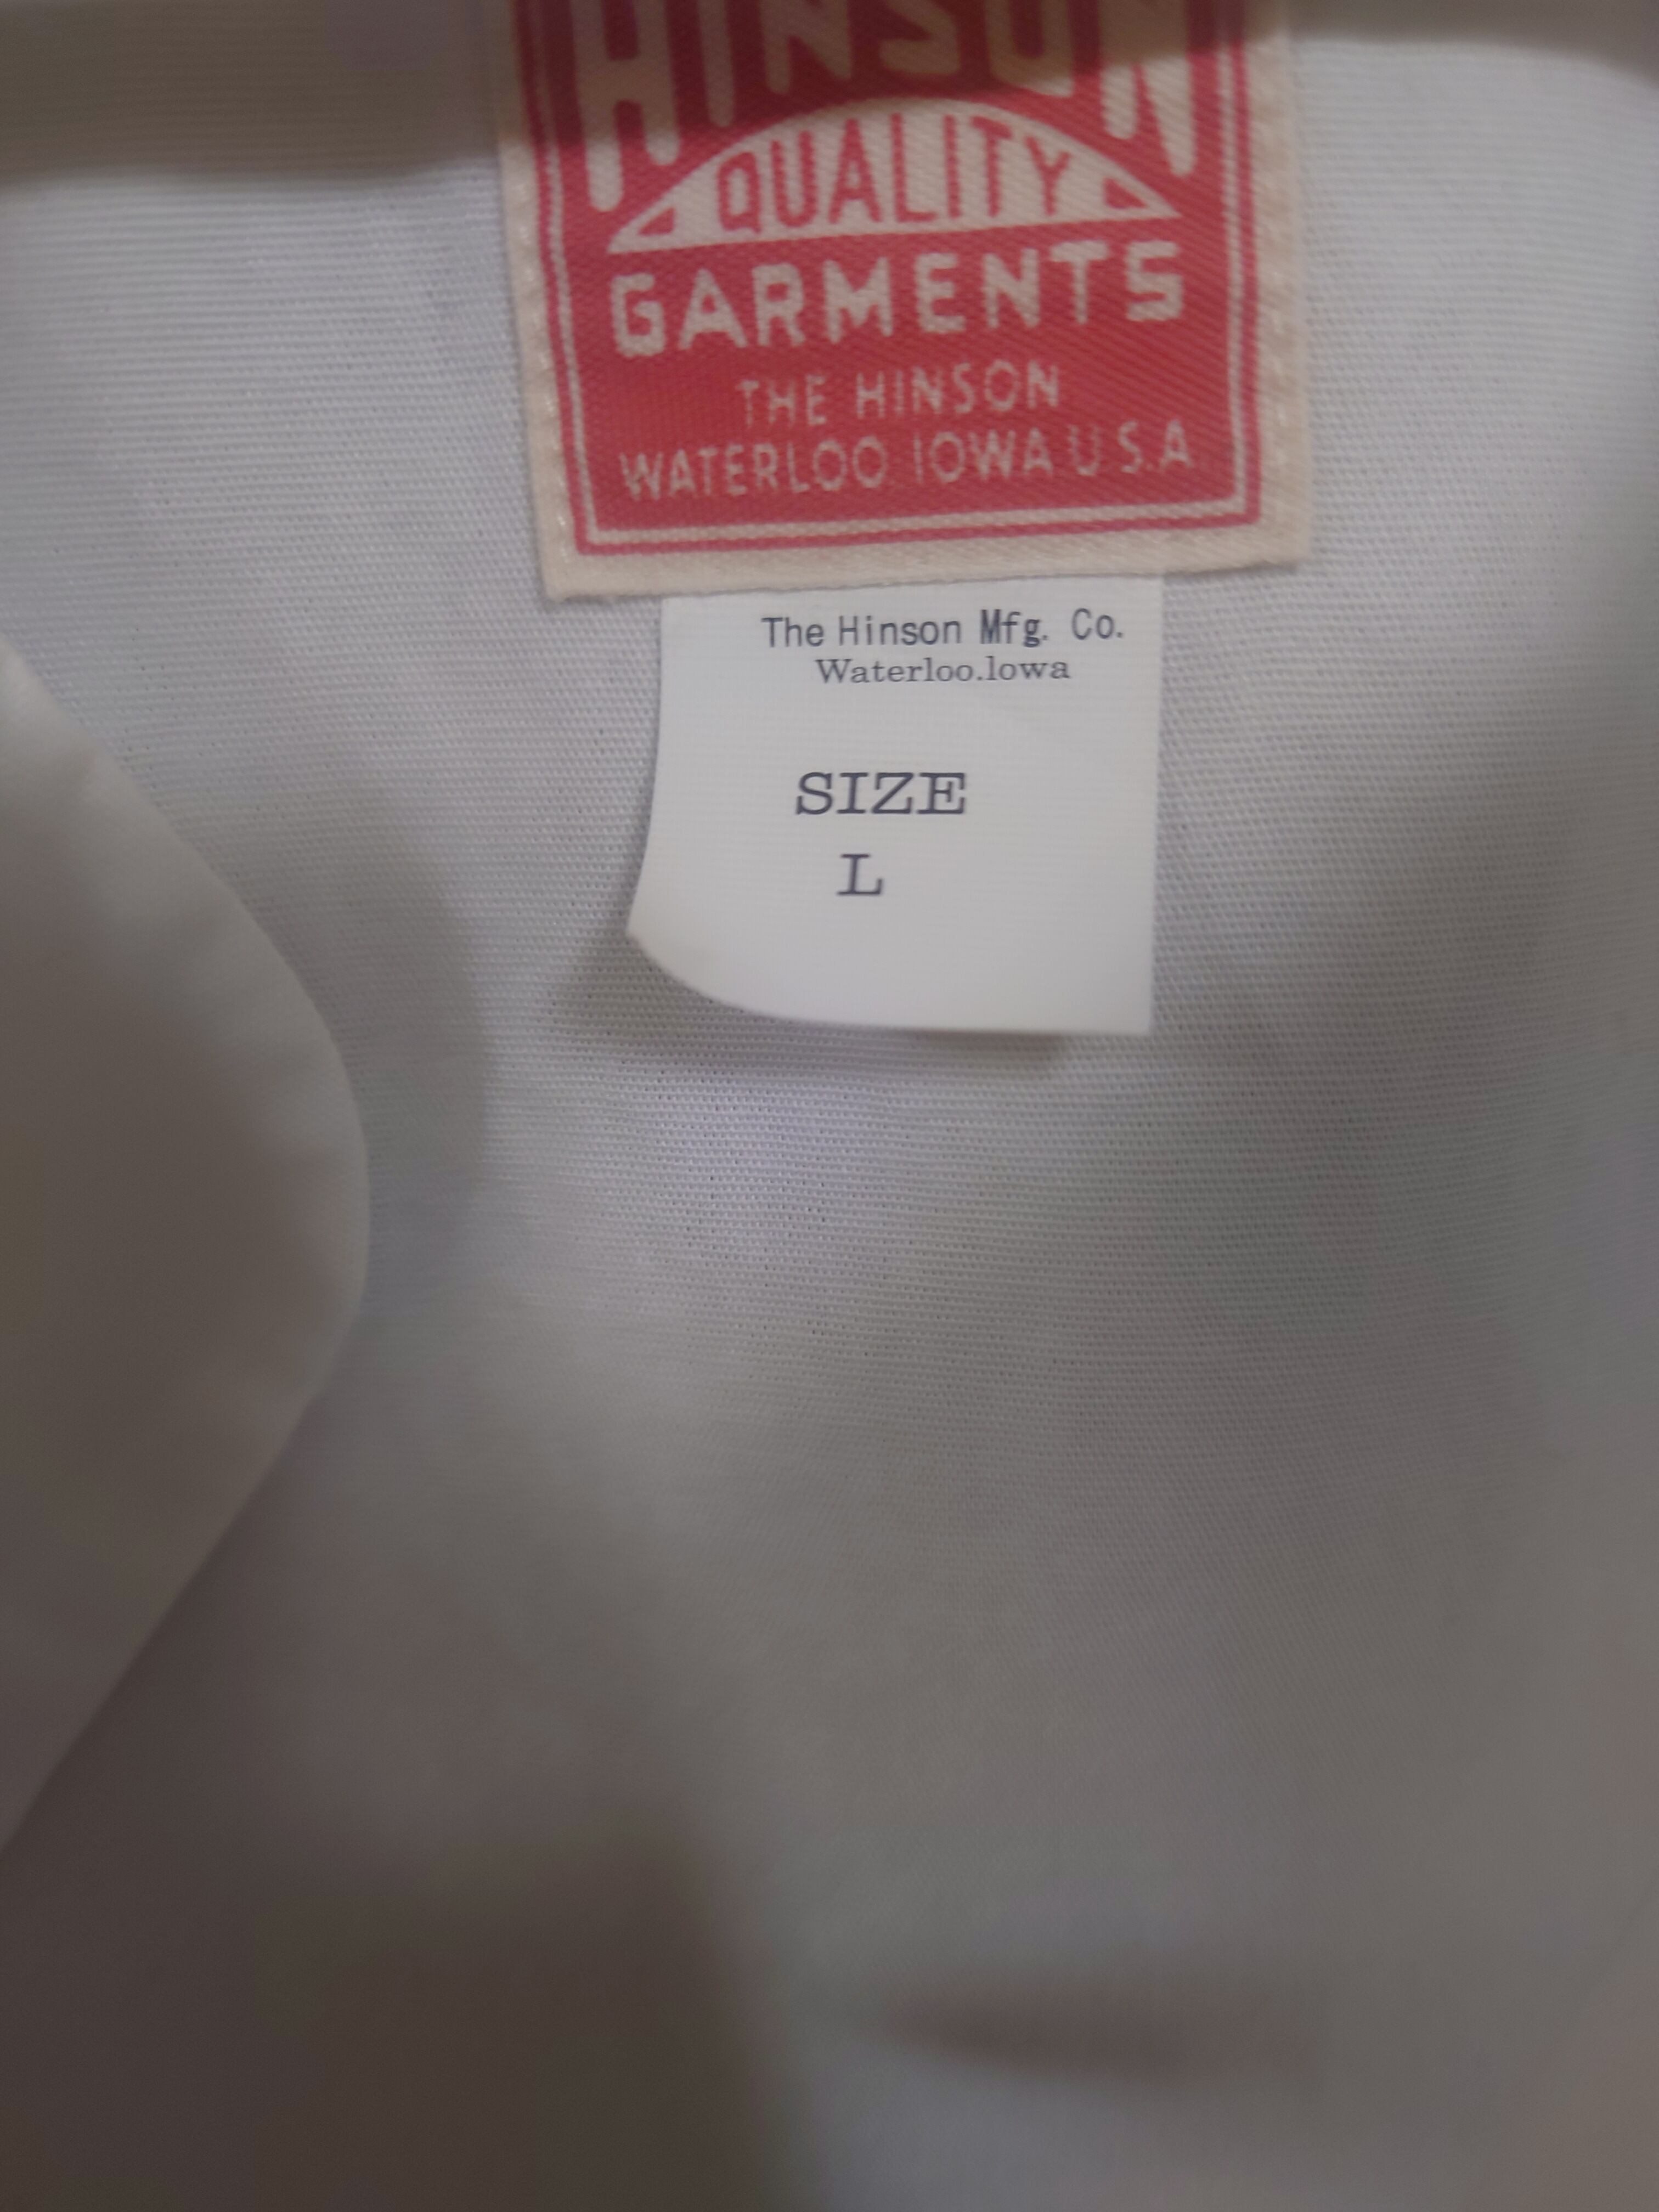 HINSON
QUALITY
GARMENTS
THE HINSON
WATERLOO IOWA U.S.A
The Hinson Mfg. Co.
Waterloo.lowa
SIZE
L